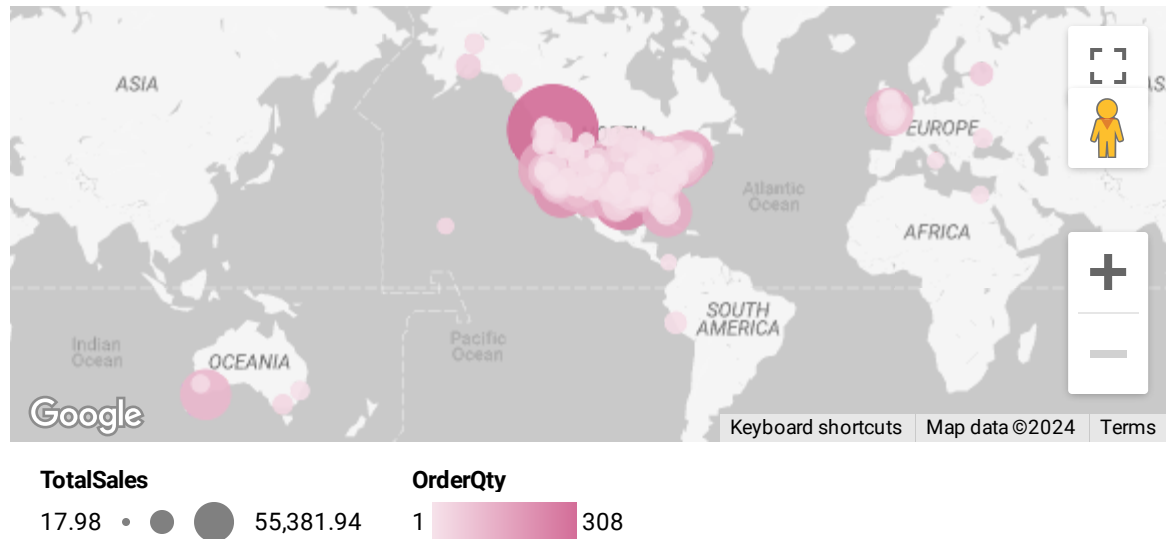 ASIA
NORTH
EUROPE
Atlantic
Ocean
AFRICA
SOUTH
AMERICA
Indian
Ocean
OCEANIA
Pacific
Ocean
Google
Keyboard shortcuts
Map data ©2024
Terms
TotalSales
17.98
55,381.94
OrderQty
1
308